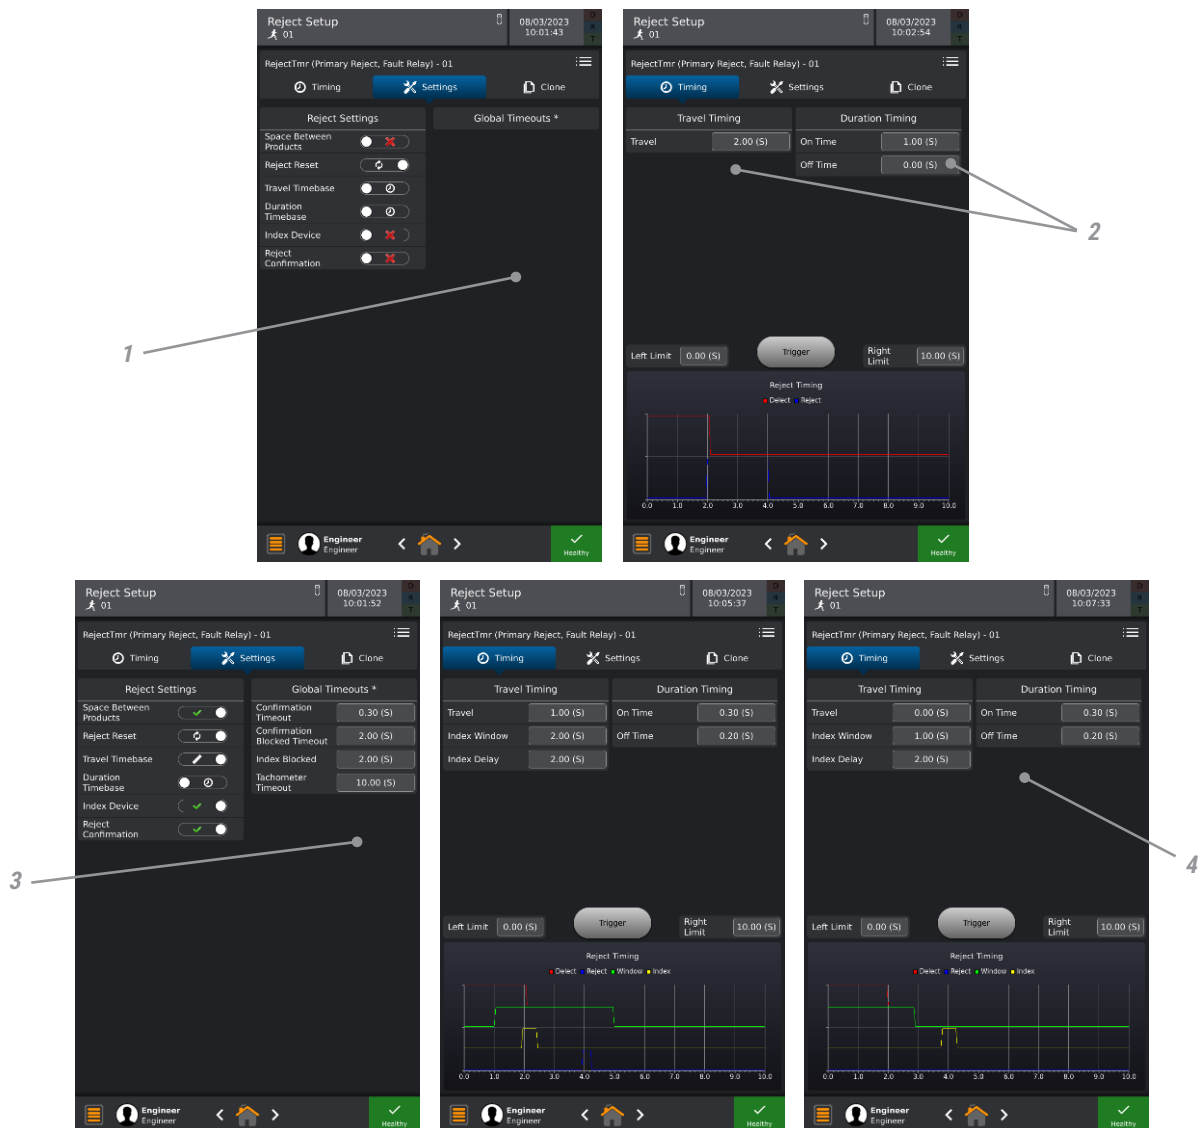 Reject Setup
01
08/03/2023
10:01:43
D
R
T
RejectTmr (Primary Reject, Fault Relay) - 01
Timing
Settings
Clone
Reject Settings
Global Timeouts *
Space Between
Products
Reject Reset
Travel Timebase
Duration
Timebase
Index Device
Reject
Confirmation
Engineer
Engineer
Healthy
1
Reject Setup
01
08/03/2023
10:02:54
D
R
T
RejectTmr (Primary Reject, Fault Relay) - 01
Timing
Settings
Clone
Travel Timing
Duration Timing
Travel 2.00 (S)
On Time 1.00 (S)
Off Time 0.00 (S)
Left Limit 0.00 (S)
Trigger
Right
Limit
10.00 (S)
Reject Timing
Detect Reject
0.0 1.0 2.0 3.0 4.0 5.0 6.0 7.0 8.0 9.0 10.0
Engineer
Engineer
Healthy
2
Reject Setup
01
08/03/2023
10:01:52
D
R
T
RejectTmr (Primary Reject, Fault Relay) - 01
Timing
Settings
Clone
Reject Settings
Global Timeouts *
Space Between
Products
Reject Reset
Travel Timebase
Duration
Timebase
Index Device
Reject
Confirmation
Confirmation
Timeout
0.30 (S)
Confirmation
Blocked Timeout
2.00 (S)
Index Blocked 2.00 (S)
Tachometer
Timeout
10.00 (S)
Engineer
Engineer
Healthy
3
Reject Setup
01
08/03/2023
10:05:37
D
R
T
RejectTmr (Primary Reject, Fault Relay) - 01
Timing
Settings
Clone
Travel Timing
Duration Timing
Travel 1.00 (S)
Index Window 2.00 (S)
Index Delay 2.00 (S)
On Time 0.30 (S)
Off Time 0.20 (S)
Left Limit 0.00 (S)
Trigger
Right
Limit
10.00 (S)
Reject Timing
Detect Reject Window Index
0.0 1.0 2.0 3.0 4.0 5.0 6.0 7.0 8.0 9.0 10.0
Engineer
Engineer
Healthy
Reject Setup
01
08/03/2023
10:07:33
D
R
T
RejectTmr (Primary Reject, Fault Relay) - 01
Timing
Settings
Clone
Travel Timing
Duration Timing
Travel 0.00 (S)
Index Window 1.00 (S)
Index Delay 2.00 (S)
On Time 0.30 (S)
Off Time 0.20 (S)
Left Limit 0.00 (S)
Trigger
Right
Limit
10.00 (S)
Reject Timing
Detect Reject Window Index
0.0 1.0 2.0 3.0 4.0 5.0 6.0 7.0 8.0 9.0 10.0
Engineer
Engineer
Healthy
4